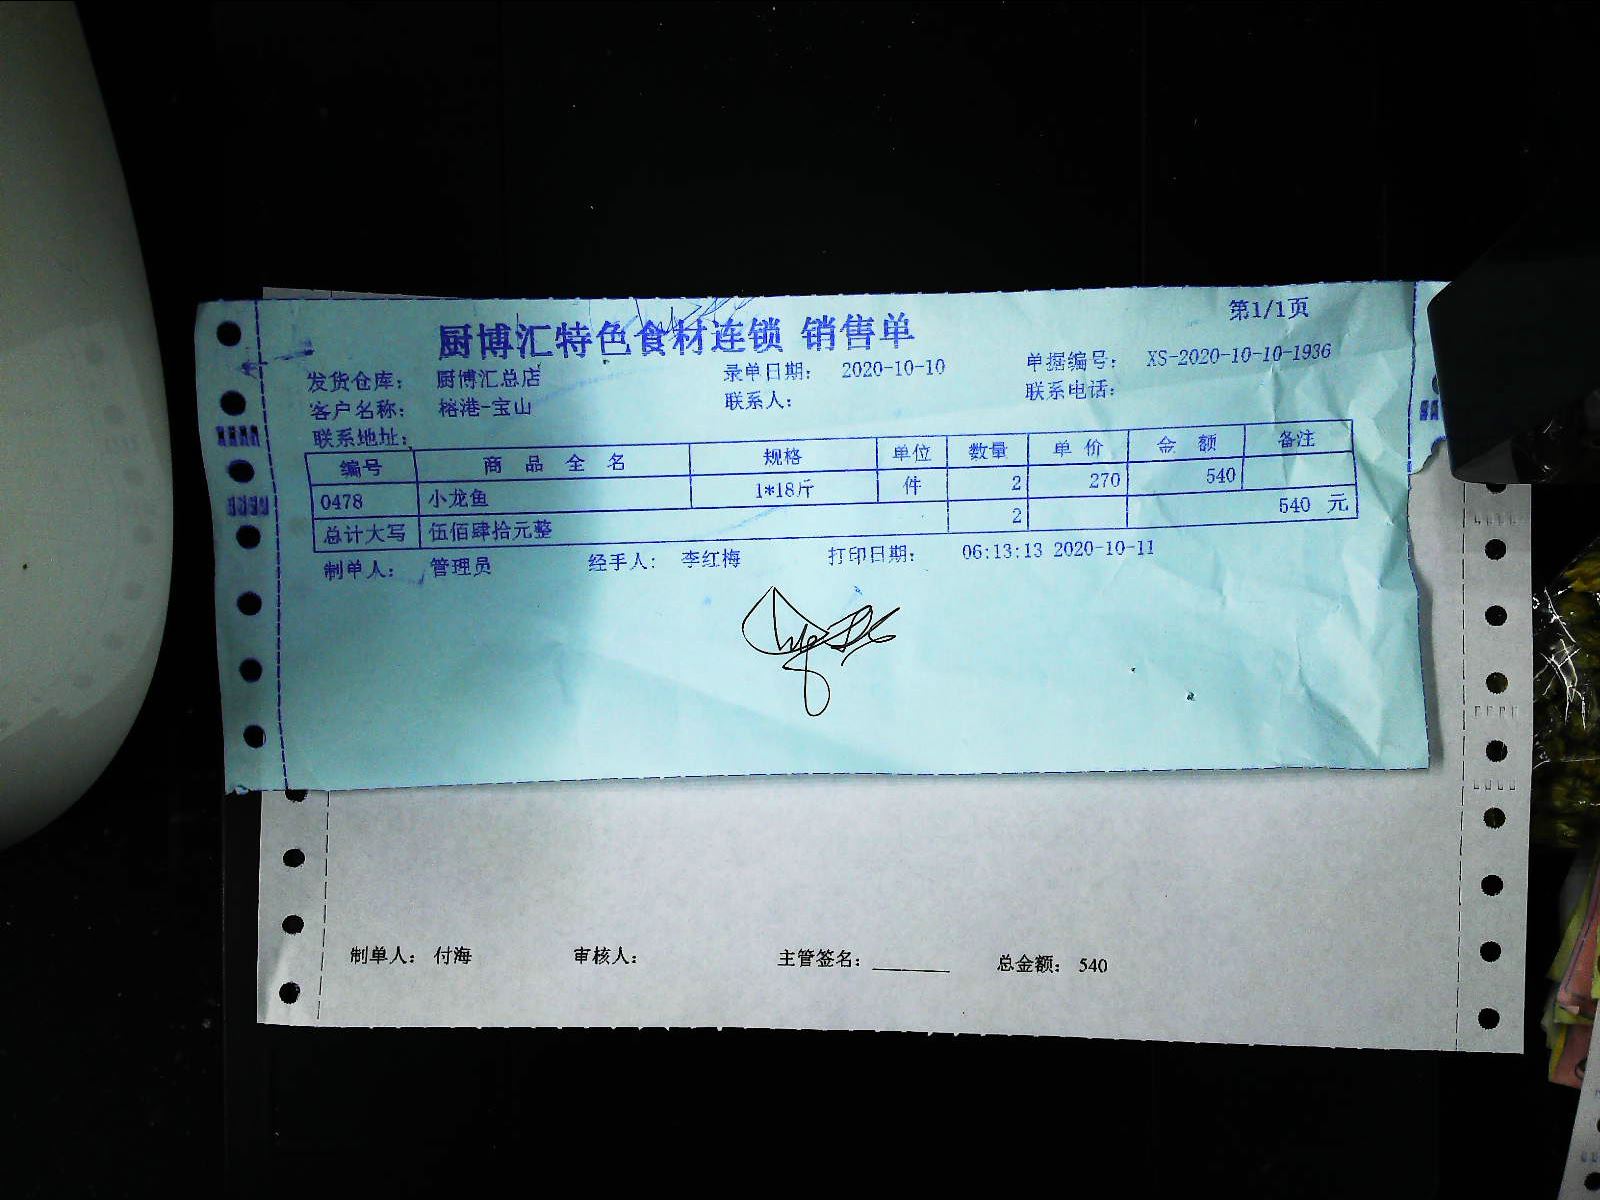 第1/1页
厨博汇特色食材连锁 销售单
发货仓库： 厨博汇总店 录单日期： 2020-10-10 单据编号： XS-2020-10-10-1936
客户名称： 榕港-宝山 联系人： 联系电话：
联系地址：
编号 商品全名 规格 单位 数量 单价 金额 备注
0478 小龙鱼 1*18斤 件 2 270 540
总计大写 伍佰肆拾元整 2 540 元
制单人： 管理员 经手人： 李红梅 打印日期： 06:13:13 2020-10-11
制单人： 付海 审核人： 主管签名： 总金额： 540